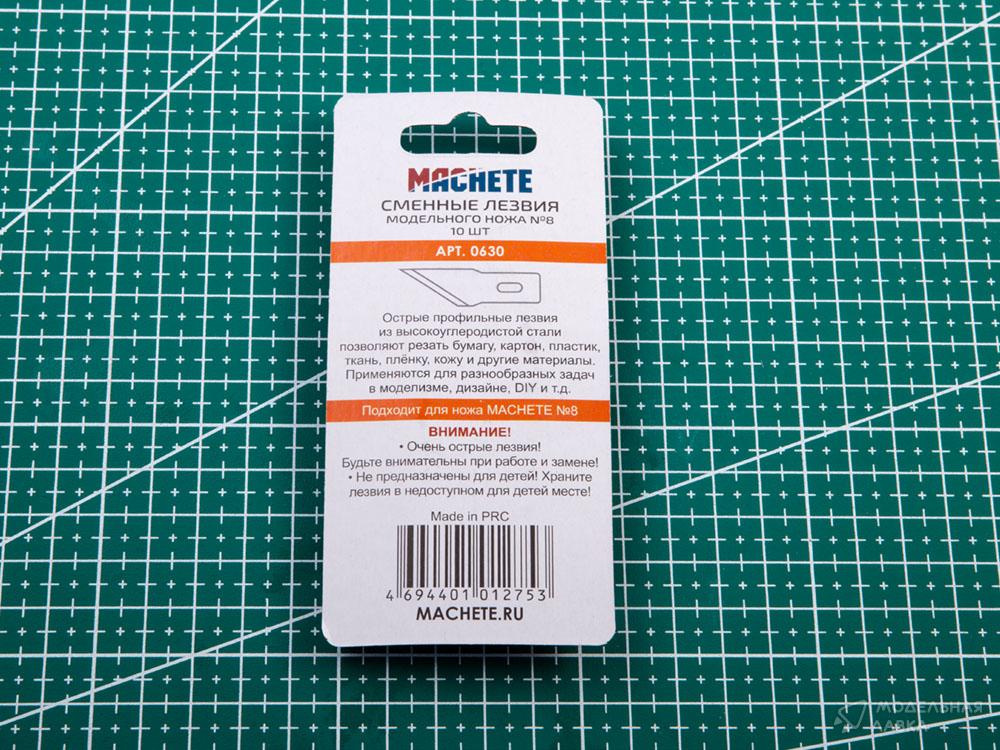 MACHETE
СМЕННЫЕ ЛЕЗВИЯ
МОДЕЛЬНОГО НОЖА №8
10 ШТ
АРТ. 0630
Острые профильные лезвия
из высокоуглеродистой стали
позволяют резать бумагу, картон, пластик,
ткань, плёнку, кожу и другие материалы.
Применяются для разнообразных задач
в моделизме, дизайне, DIY и т.д.
Подходит для ножа MACHETE №8
ВНИМАНИЕ!
• Очень острые лезвия!
Будьте внимательны при работе и замене!
• Не предназначены для детей! Храните
лезвия в недоступном для детей месте!
Made in PRC
4 694401 012753
MACHETE.RU
МОДЕЛЬНАЯ
ЛАВКА